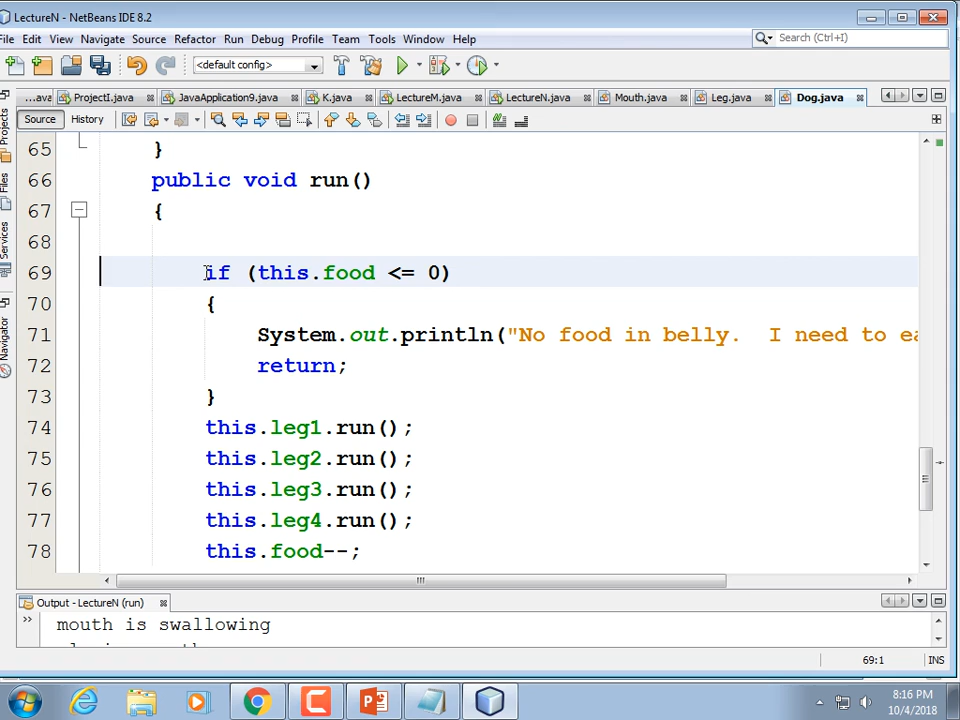 LectureN - NetBeans IDE 8.2
File Edit View Navigate Source Refactor Run Debug Profile Team Tools Window Help
Search (Ctrl+I)
<default config>
...ava ProjectI.java JavaApplication9.java K.java LectureM.java LectureN.java Mouth.java Leg.java Dog.java
Source History
Projects
Files
Services
Navigator
65 }
66 public void run()
67 {
68
69 if (this.food <= 0)
70 {
71 System.out.println("No food in belly.  I need to ea
72 return;
73 }
74 this.leg1.run();
75 this.leg2.run();
76 this.leg3.run();
77 this.leg4.run();
78 this.food--;
Output - LectureN (run)
mouth is swallowing
69:1 INS
8:16 PM
10/4/2018